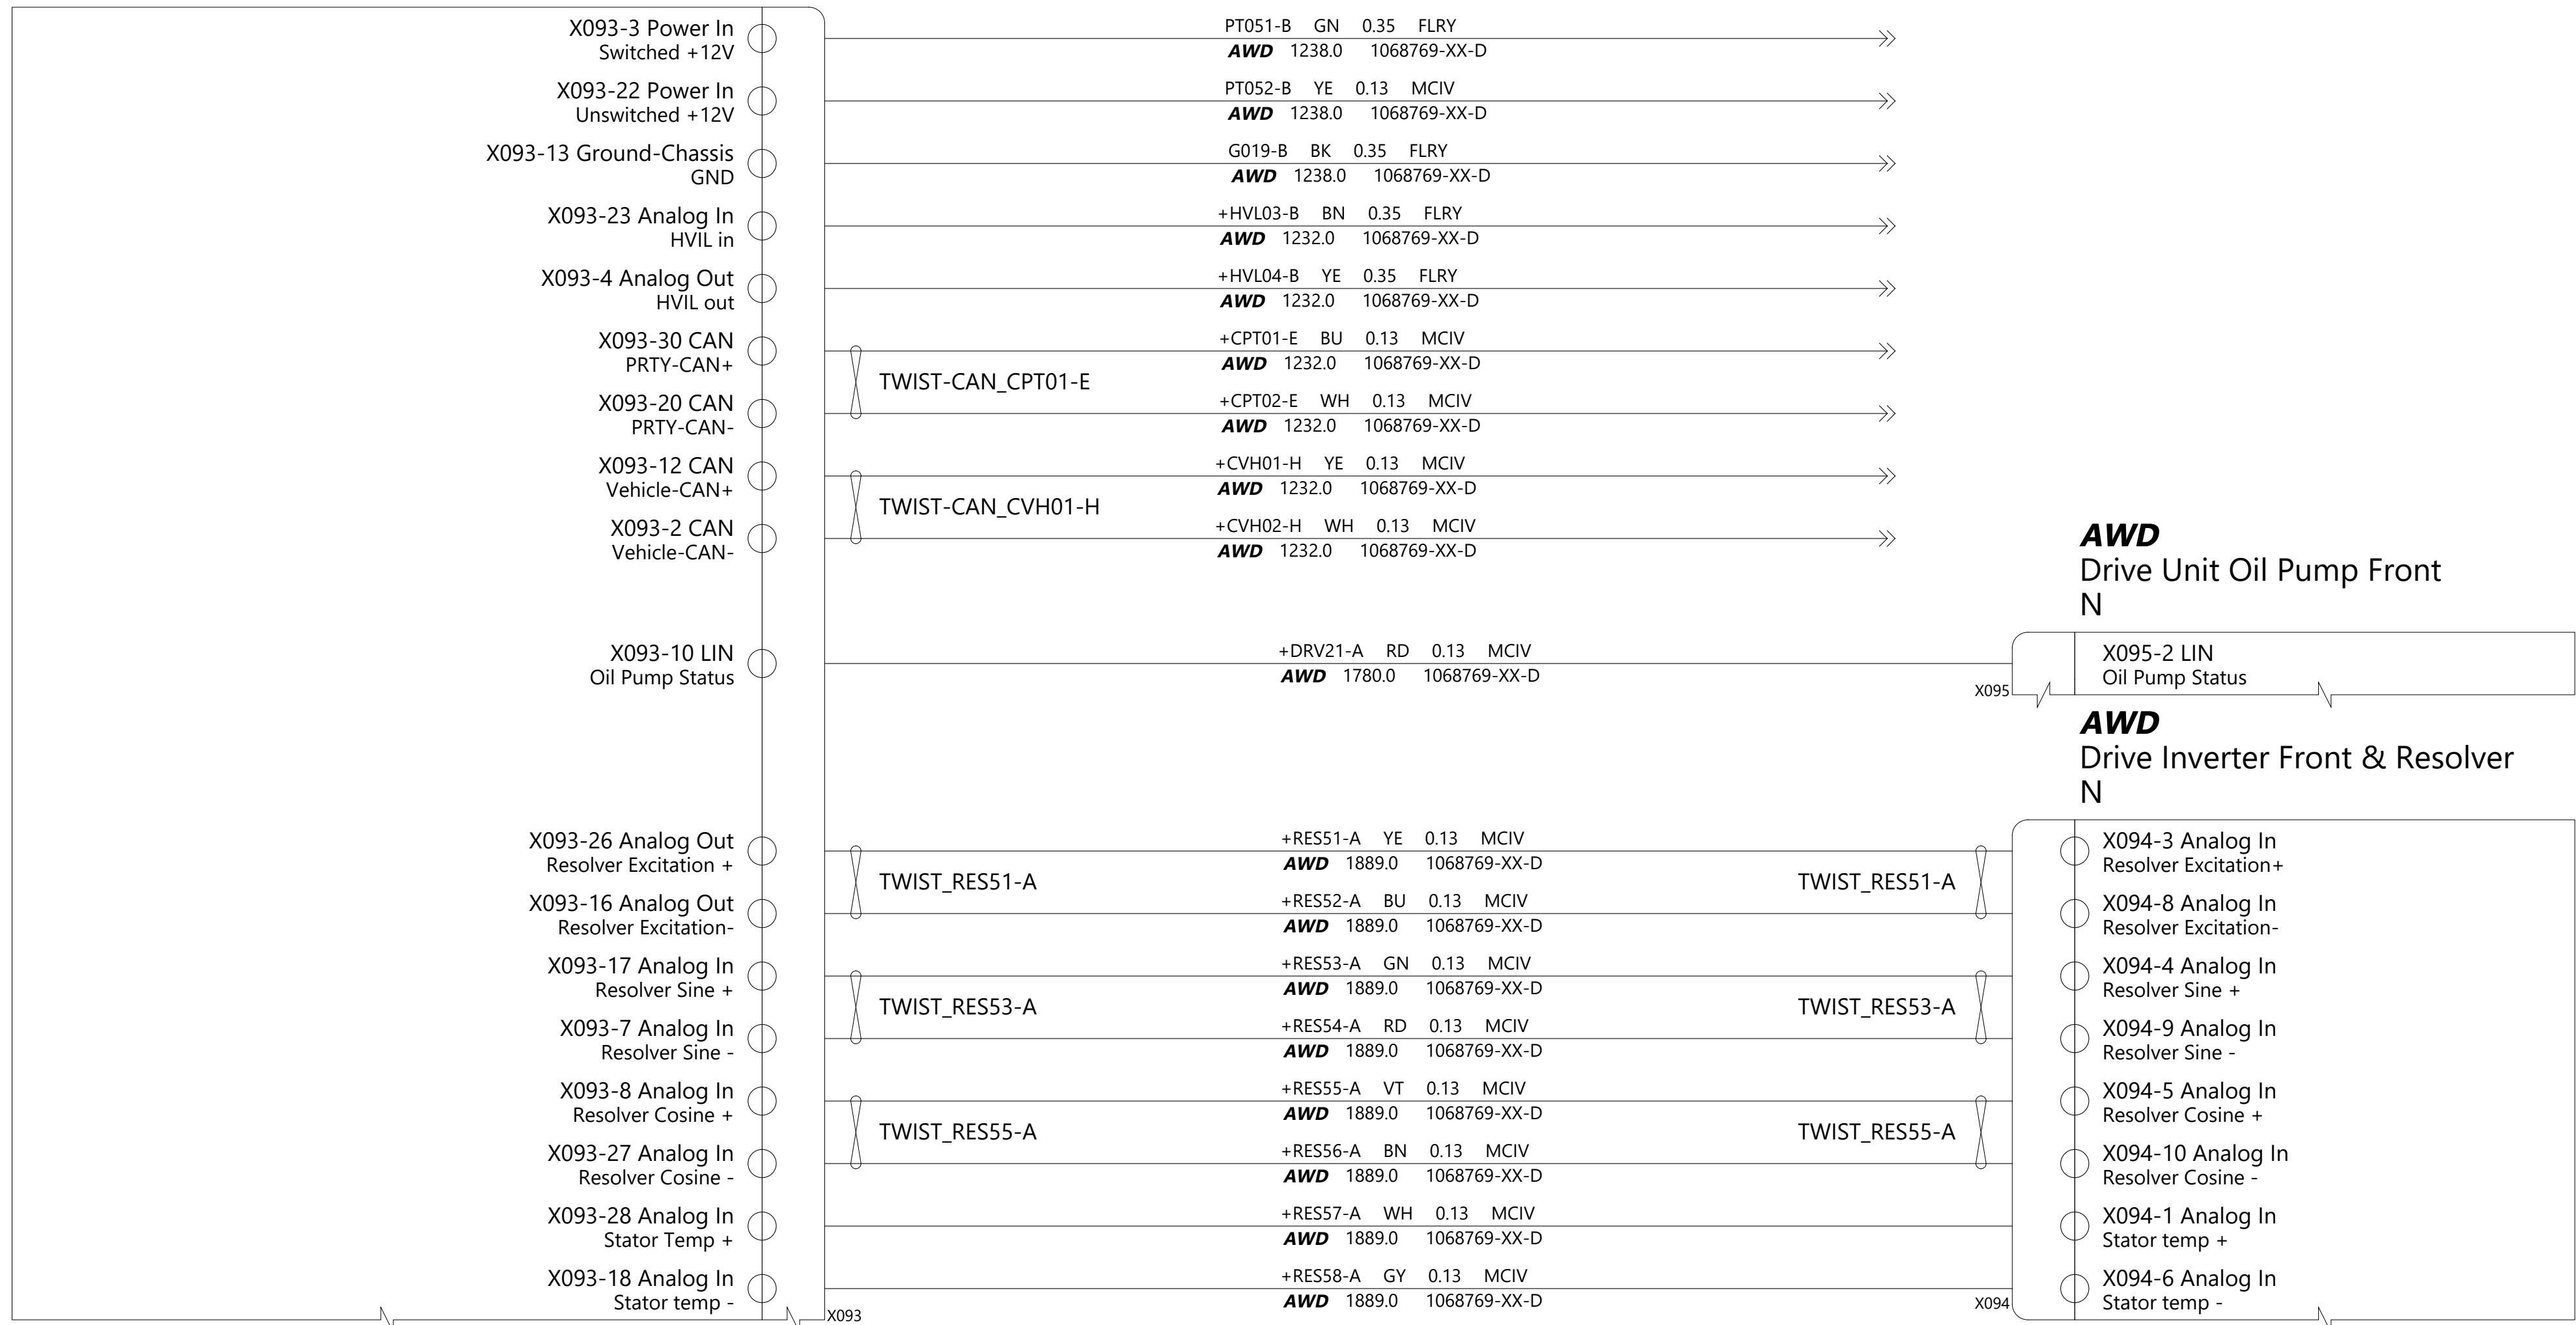 X093-3 Power In
Switched +12V
PT051-B GN 0.35 FLRY
AWD 1238.0 1068769-XX-D
X093-22 Power In
Unswitched +12V
PT052-B YE 0.13 MCIV
AWD 1238.0 1068769-XX-D
X093-13 Ground-Chassis
GND
G019-B BK 0.35 FLRY
AWD 1238.0 1068769-XX-D
X093-23 Analog In
HVIL in
+HVL03-B BN 0.35 FLRY
AWD 1232.0 1068769-XX-D
X093-4 Analog Out
HVIL out
+HVL04-B YE 0.35 FLRY
AWD 1232.0 1068769-XX-D
X093-30 CAN
PRTY-CAN+
+CPT01-E BU 0.13 MCIV
AWD 1232.0 1068769-XX-D
TWIST-CAN_CPT01-E
X093-20 CAN
PRTY-CAN-
+CPT02-E WH 0.13 MCIV
AWD 1232.0 1068769-XX-D
X093-12 CAN
Vehicle-CAN+
+CVH01-H YE 0.13 MCIV
AWD 1232.0 1068769-XX-D
TWIST-CAN_CVH01-H
X093-2 CAN
Vehicle-CAN-
+CVH02-H WH 0.13 MCIV
AWD 1232.0 1068769-XX-D
AWD
Drive Unit Oil Pump Front
N
X093-10 LIN
Oil Pump Status
+DRV21-A RD 0.13 MCIV
AWD 1780.0 1068769-XX-D
X095
X095-2 LIN
Oil Pump Status
AWD
Drive Inverter Front & Resolver
N
X093-26 Analog Out
Resolver Excitation +
+RES51-A YE 0.13 MCIV
AWD 1889.0 1068769-XX-D
X094-3 Analog In
Resolver Excitation+
TWIST_RES51-A
TWIST_RES51-A
X093-16 Analog Out
Resolver Excitation-
+RES52-A BU 0.13 MCIV
AWD 1889.0 1068769-XX-D
X094-8 Analog In
Resolver Excitation-
X093-17 Analog In
Resolver Sine +
+RES53-A GN 0.13 MCIV
AWD 1889.0 1068769-XX-D
X094-4 Analog In
Resolver Sine +
TWIST_RES53-A
TWIST_RES53-A
X093-7 Analog In
Resolver Sine -
+RES54-A RD 0.13 MCIV
AWD 1889.0 1068769-XX-D
X094-9 Analog In
Resolver Sine -
X093-8 Analog In
Resolver Cosine +
+RES55-A VT 0.13 MCIV
AWD 1889.0 1068769-XX-D
X094-5 Analog In
Resolver Cosine +
TWIST_RES55-A
TWIST_RES55-A
X093-27 Analog In
Resolver Cosine -
+RES56-A BN 0.13 MCIV
AWD 1889.0 1068769-XX-D
X094-10 Analog In
Resolver Cosine -
X093-28 Analog In
Stator Temp +
+RES57-A WH 0.13 MCIV
AWD 1889.0 1068769-XX-D
X094-1 Analog In
Stator temp +
X093-18 Analog In
Stator temp -
+RES58-A GY 0.13 MCIV
AWD 1889.0 1068769-XX-D
X094-6 Analog In
Stator temp -
X093
X094